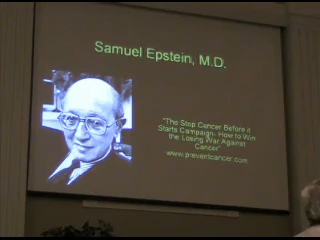 Samuel Epstein, M.D.
"The Stop Cancer Before it
Starts Campaign- How to Win
the Losing War Against
Cancer"
www.preventcancer.com